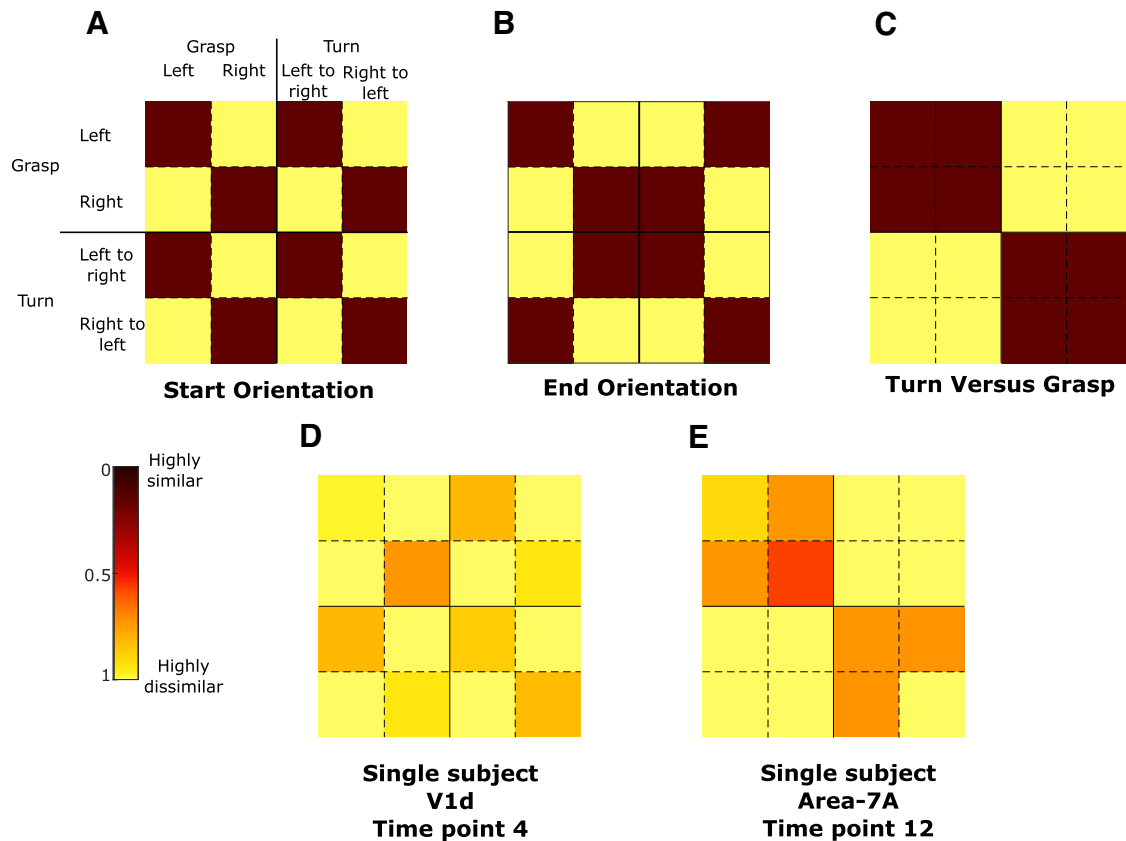 A
B
C
Grasp
Turn
Left
Right
Left to
right
Right to
left
Left
Grasp
Right
Left to
right
Turn
Right to
left
Start Orientation
End Orientation
Turn Versus Grasp
D
E
0
Highly
similar
0.5
1
Highly
dissimilar
Single subject
V1d
Time point 4
Single subject
Area-7A
Time point 12